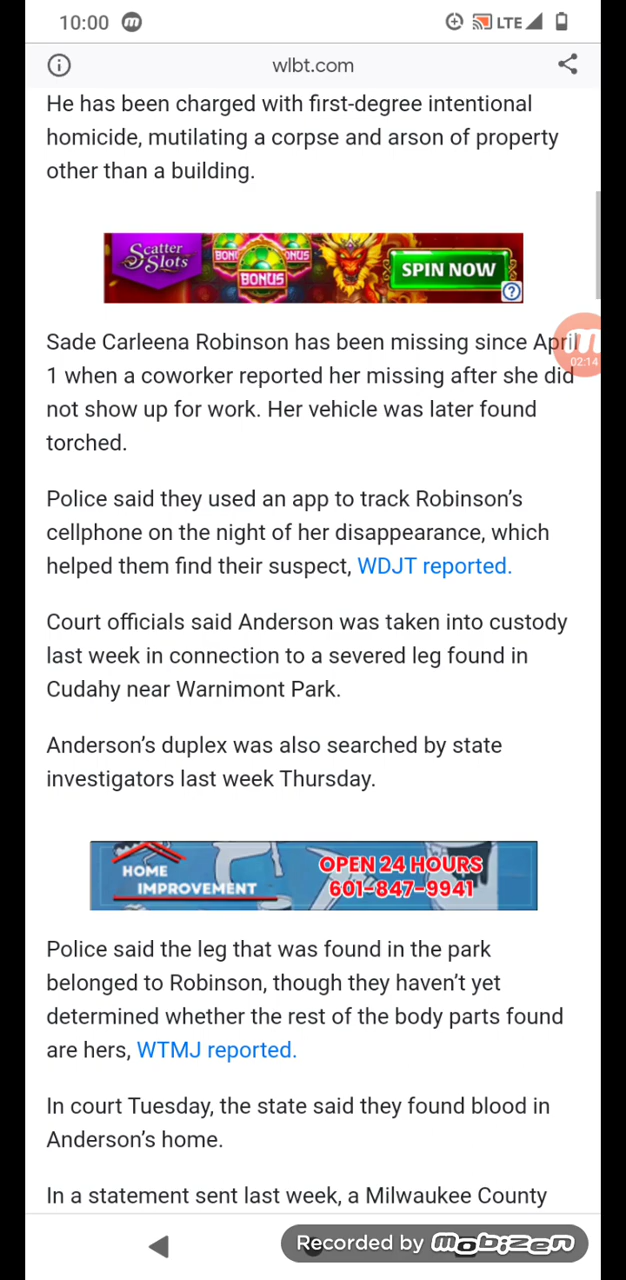 10:00 m LTE
wlbt.com
He has been charged with first-degree intentional
homicide, mutilating a corpse and arson of property
other than a building.
Scatter
Slots
BONUS
BONUS
SPIN NOW
Sade Carleena Robinson has been missing since April
02:14
1 when a coworker reported her missing after she did
not show up for work. Her vehicle was later found
torched.
Police said they used an app to track Robinson’s
cellphone on the night of her disappearance, which
helped them find their suspect, WDJT reported.
Court officials said Anderson was taken into custody
last week in connection to a severed leg found in
Cudahy near Warnimont Park.
Anderson’s duplex was also searched by state
investigators last week Thursday.
HOME
IMPROVEMENT
OPEN 24 HOURS
601-847-9941
Police said the leg that was found in the park
belonged to Robinson, though they haven’t yet
determined whether the rest of the body parts found
are hers, WTMJ reported.
In court Tuesday, the state said they found blood in
Anderson’s home.
In a statement sent last week, a Milwaukee County
Recorded by mobizen